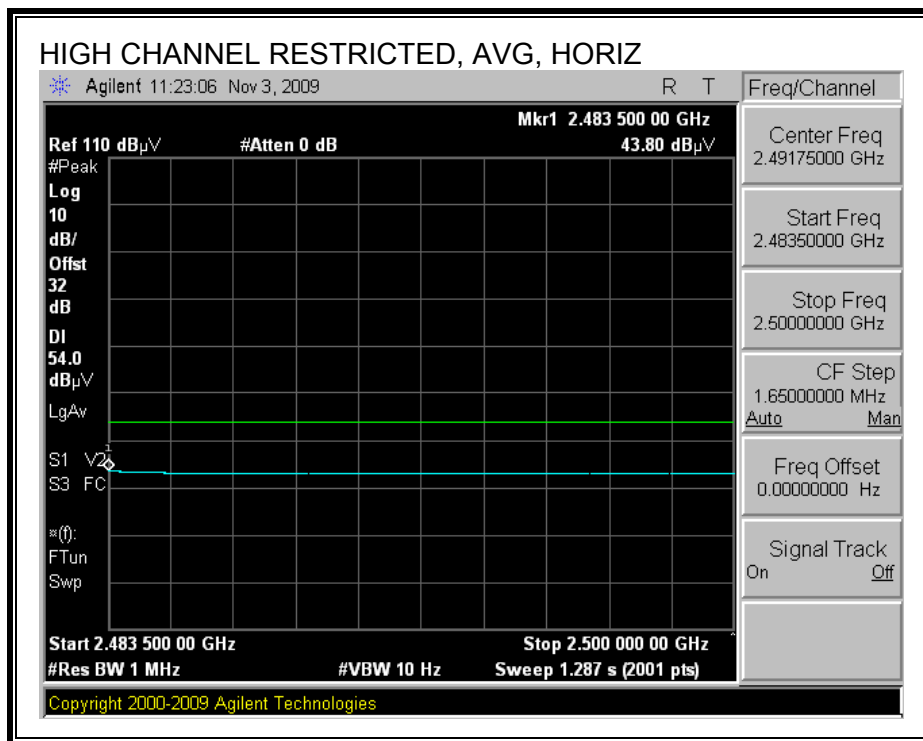 HIGH CHANNEL RESTRICTED, AVG, HORIZ
Agilent 11:23:06 Nov 3, 2009 R T
Mkr1 2.483 500 00 GHz
Ref 110 dBµV #Atten 0 dB 43.80 dBµV
#Peak
Log
10
dB/
Offst
32
dB
DI
54.0
dBµV
LgAv
1
S1 V2
S3 FC
¤(f):
FTun
Swp
Start 2.483 500 00 GHz Stop 2.500 000 00 GHz
#Res BW 1 MHz #VBW 10 Hz Sweep 1.287 s (2001 pts)
Copyright 2000-2009 Agilent Technologies
Freq/Channel
Center Freq
2.49175000 GHz
Start Freq
2.48350000 GHz
Stop Freq
2.50000000 GHz
CF Step
1.65000000 MHz
Auto Man
Freq Offset
0.00000000 Hz
Signal Track
On Off